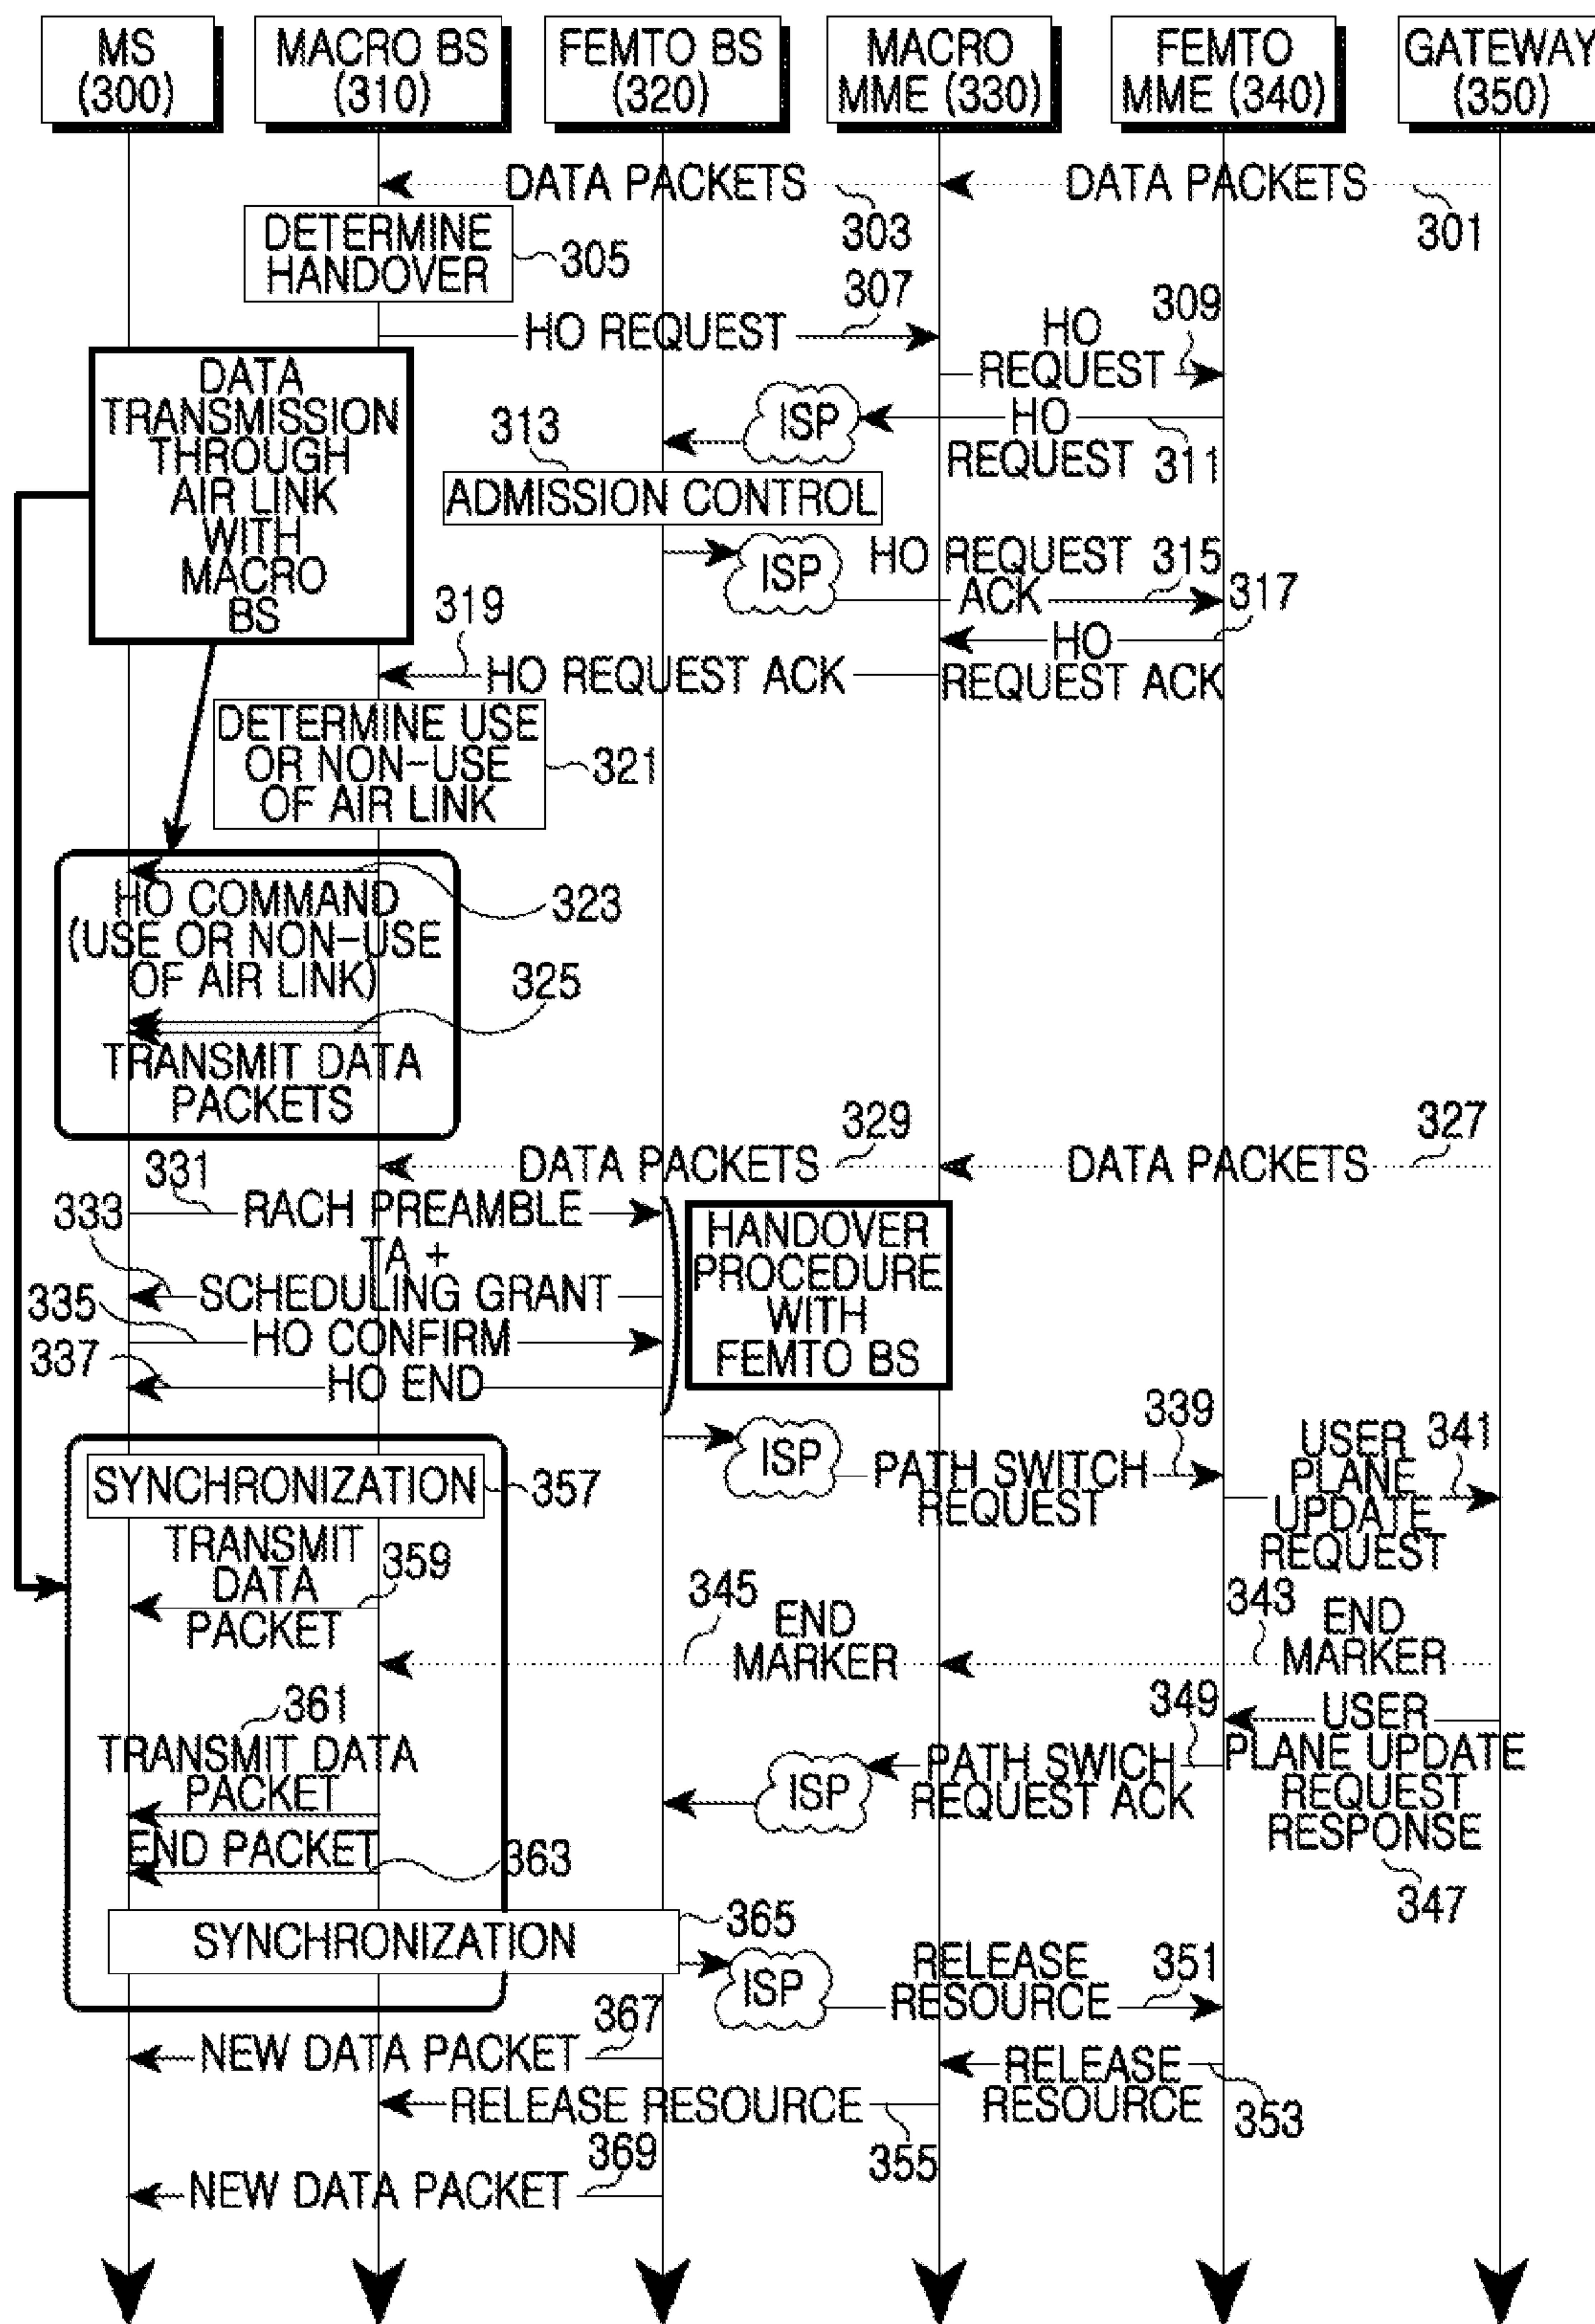 MS
(300)
MACRO BS
(310)
FEMTO BS
(320)
MACRO
MME (330)
FEMTO
MME (340)
GATEWAY
(350)
DATA PACKETS
303
DATA PACKETS
301
DETERMINE
HANDOVER
305
HO REQUEST
307
HO
REQUEST
309
DATA
TRANSMISSION
THROUGH
AIR LINK
WITH
MACRO
BS
ISP
HO
REQUEST
311
313
ADMISSION CONTROL
ISP
HO REQUEST
ACK
315
317
HO
REQUEST ACK
319
HO REQUEST ACK
DETERMINE USE
OR NON-USE
OF AIR LINK
321
HO COMMAND
(USE OR NON-USE
OF AIR LINK)
323
325
TRANSMIT DATA
PACKETS
DATA PACKETS
329
DATA PACKETS
327
331
RACH PREAMBLE
333
TA +
SCHEDULING GRANT
335
HO CONFIRM
337
HO END
HANDOVER
PROCEDURE
WITH
FEMTO BS
ISP
PATH SWITCH
REQUEST
339
USER
PLANE
UPDATE
REQUEST
341
SYNCHRONIZATION
357
TRANSMIT
DATA
PACKET
359
345
END
MARKER
343
END
MARKER
361
TRANSMIT DATA
PACKET
349
USER
PLANE UPDATE
REQUEST
RESPONSE
347
ISP
PATH SWICH
REQUEST ACK
END PACKET
363
SYNCHRONIZATION
365
ISP
RELEASE
RESOURCE
351
367
NEW DATA PACKET
RELEASE
RESOURCE
353
RELEASE RESOURCE
355
369
NEW DATA PACKET